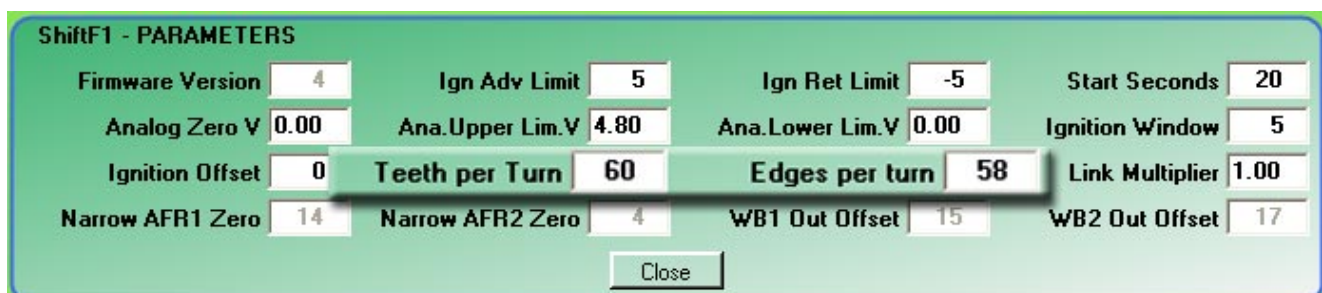 ShiftF1 - PARAMETERS
Firmware Version 4 Ign Adv Limit 5 Ign Ret Limit -5 Start Seconds 20
Analog Zero V 0.00 Ana.Upper Lim.V 4.80 Ana.Lower Lim.V 0.00 Ignition Window 5
Ignition Offset 0 Teeth per Turn 60 Edges per turn 58 Link Multiplier 1.00
Narrow AFR1 Zero 14 Narrow AFR2 Zero 4 WB1 Out Offset 15 WB2 Out Offset 17
Close